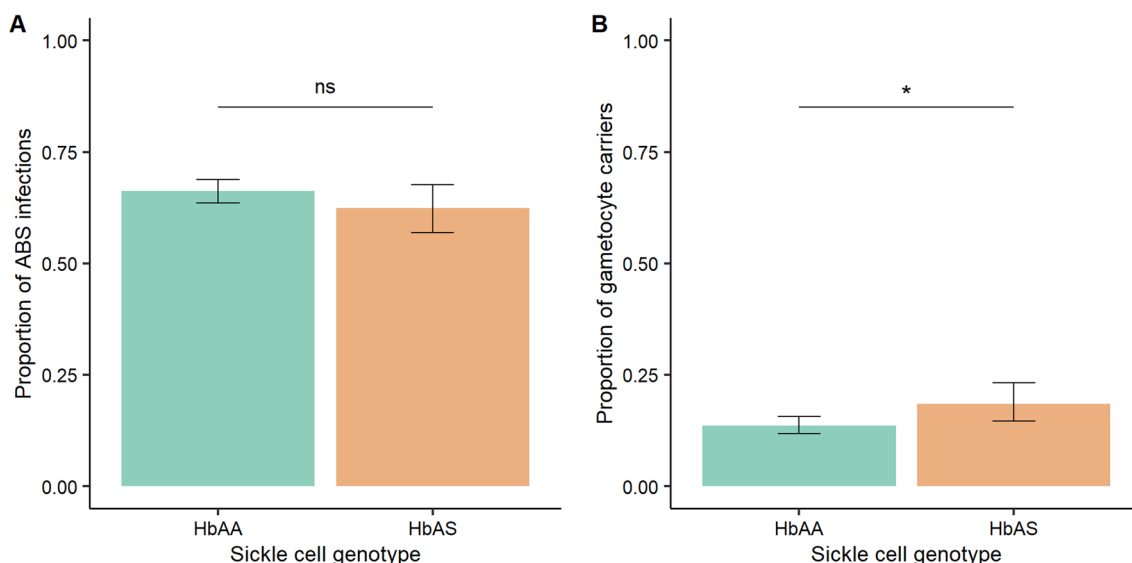 A
Proportion of ABS infections
1.00
0.75
0.50
0.25
0.00
ns
HbAA
HbAS
Sickle cell genotype
B
Proportion of gametocyte carriers
1.00
0.75
0.50
0.25
0.00
*
HbAA
HbAS
Sickle cell genotype